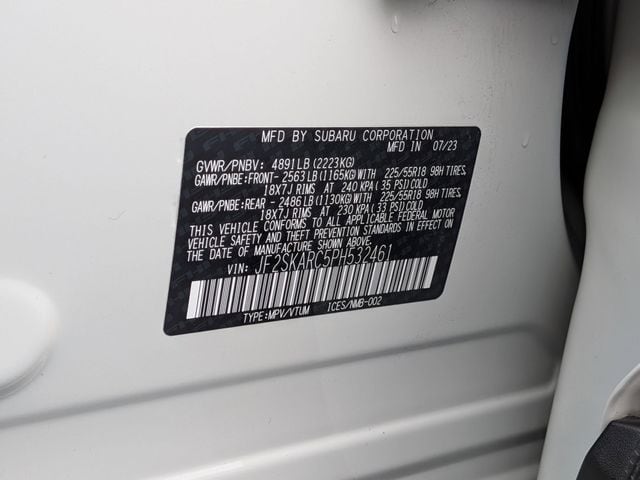 MFD BY SUBARU CORPORATION
MFD IN 07/23
GVWR/PNBV: 4891LB(2223KG)
GAWR/PNBE:FRONT- 2563LB(1165KG)WITH 225/55R18 98H TIRES,
18X7J RIMS AT 240 KPA(35 PSI)COLD
GAWR/PNBE:REAR - 2486LB(1130KG)WITH 225/55R18 98H TIRES,
18X7J RIMS AT 230 KPA(33 PSI)COLD
THIS VEHICLE CONFORMS TO ALL APPLICABLE FEDERAL MOTOR
VEHICLE SAFETY AND THEFT PREVENTION STANDARDS IN EFFECT ON
THE DATE OF MANUFACTURE SHOWN ABOVE.
VIN: JF2SKARC5PH532461
TYPE:MPV/VTUM ICES/NMB-002